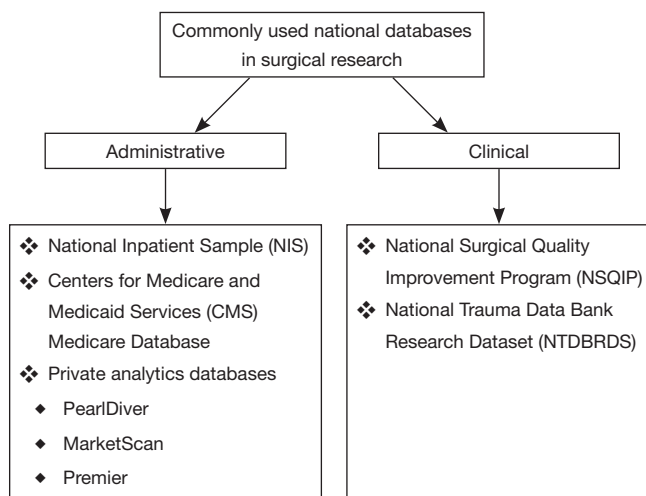 Commonly used national databases
in surgical research
Administrative
Clinical
❖ National Inpatient Sample (NIS)
❖ Centers for Medicare and
Medicaid Services (CMS)
Medicare Database
❖ Private analytics databases
◆ PearlDiver
◆ MarketScan
◆ Premier
❖ National Surgical Quality
Improvement Program (NSQIP)
❖ National Trauma Data Bank
Research Dataset (NTDBRDS)